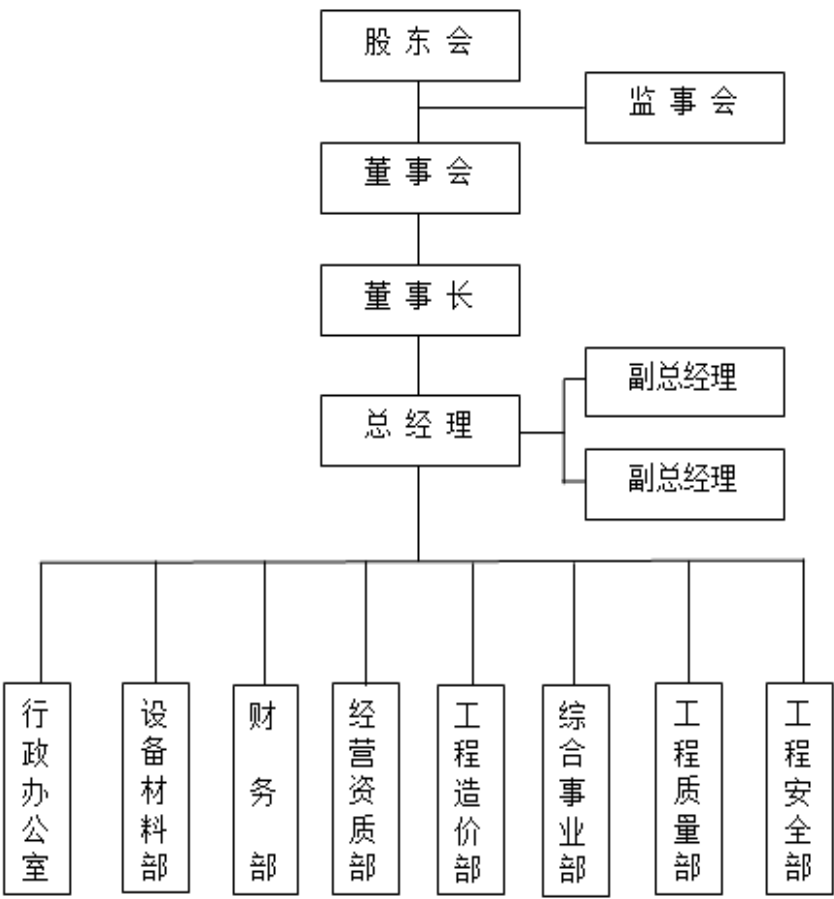 股东会
监事会
董事会
董事长
副总经理
总经理
副总经理
行政办公室
设备材料部
财务部
经营资质部
工程造价部
综合事业部
工程质量部
工程安全部